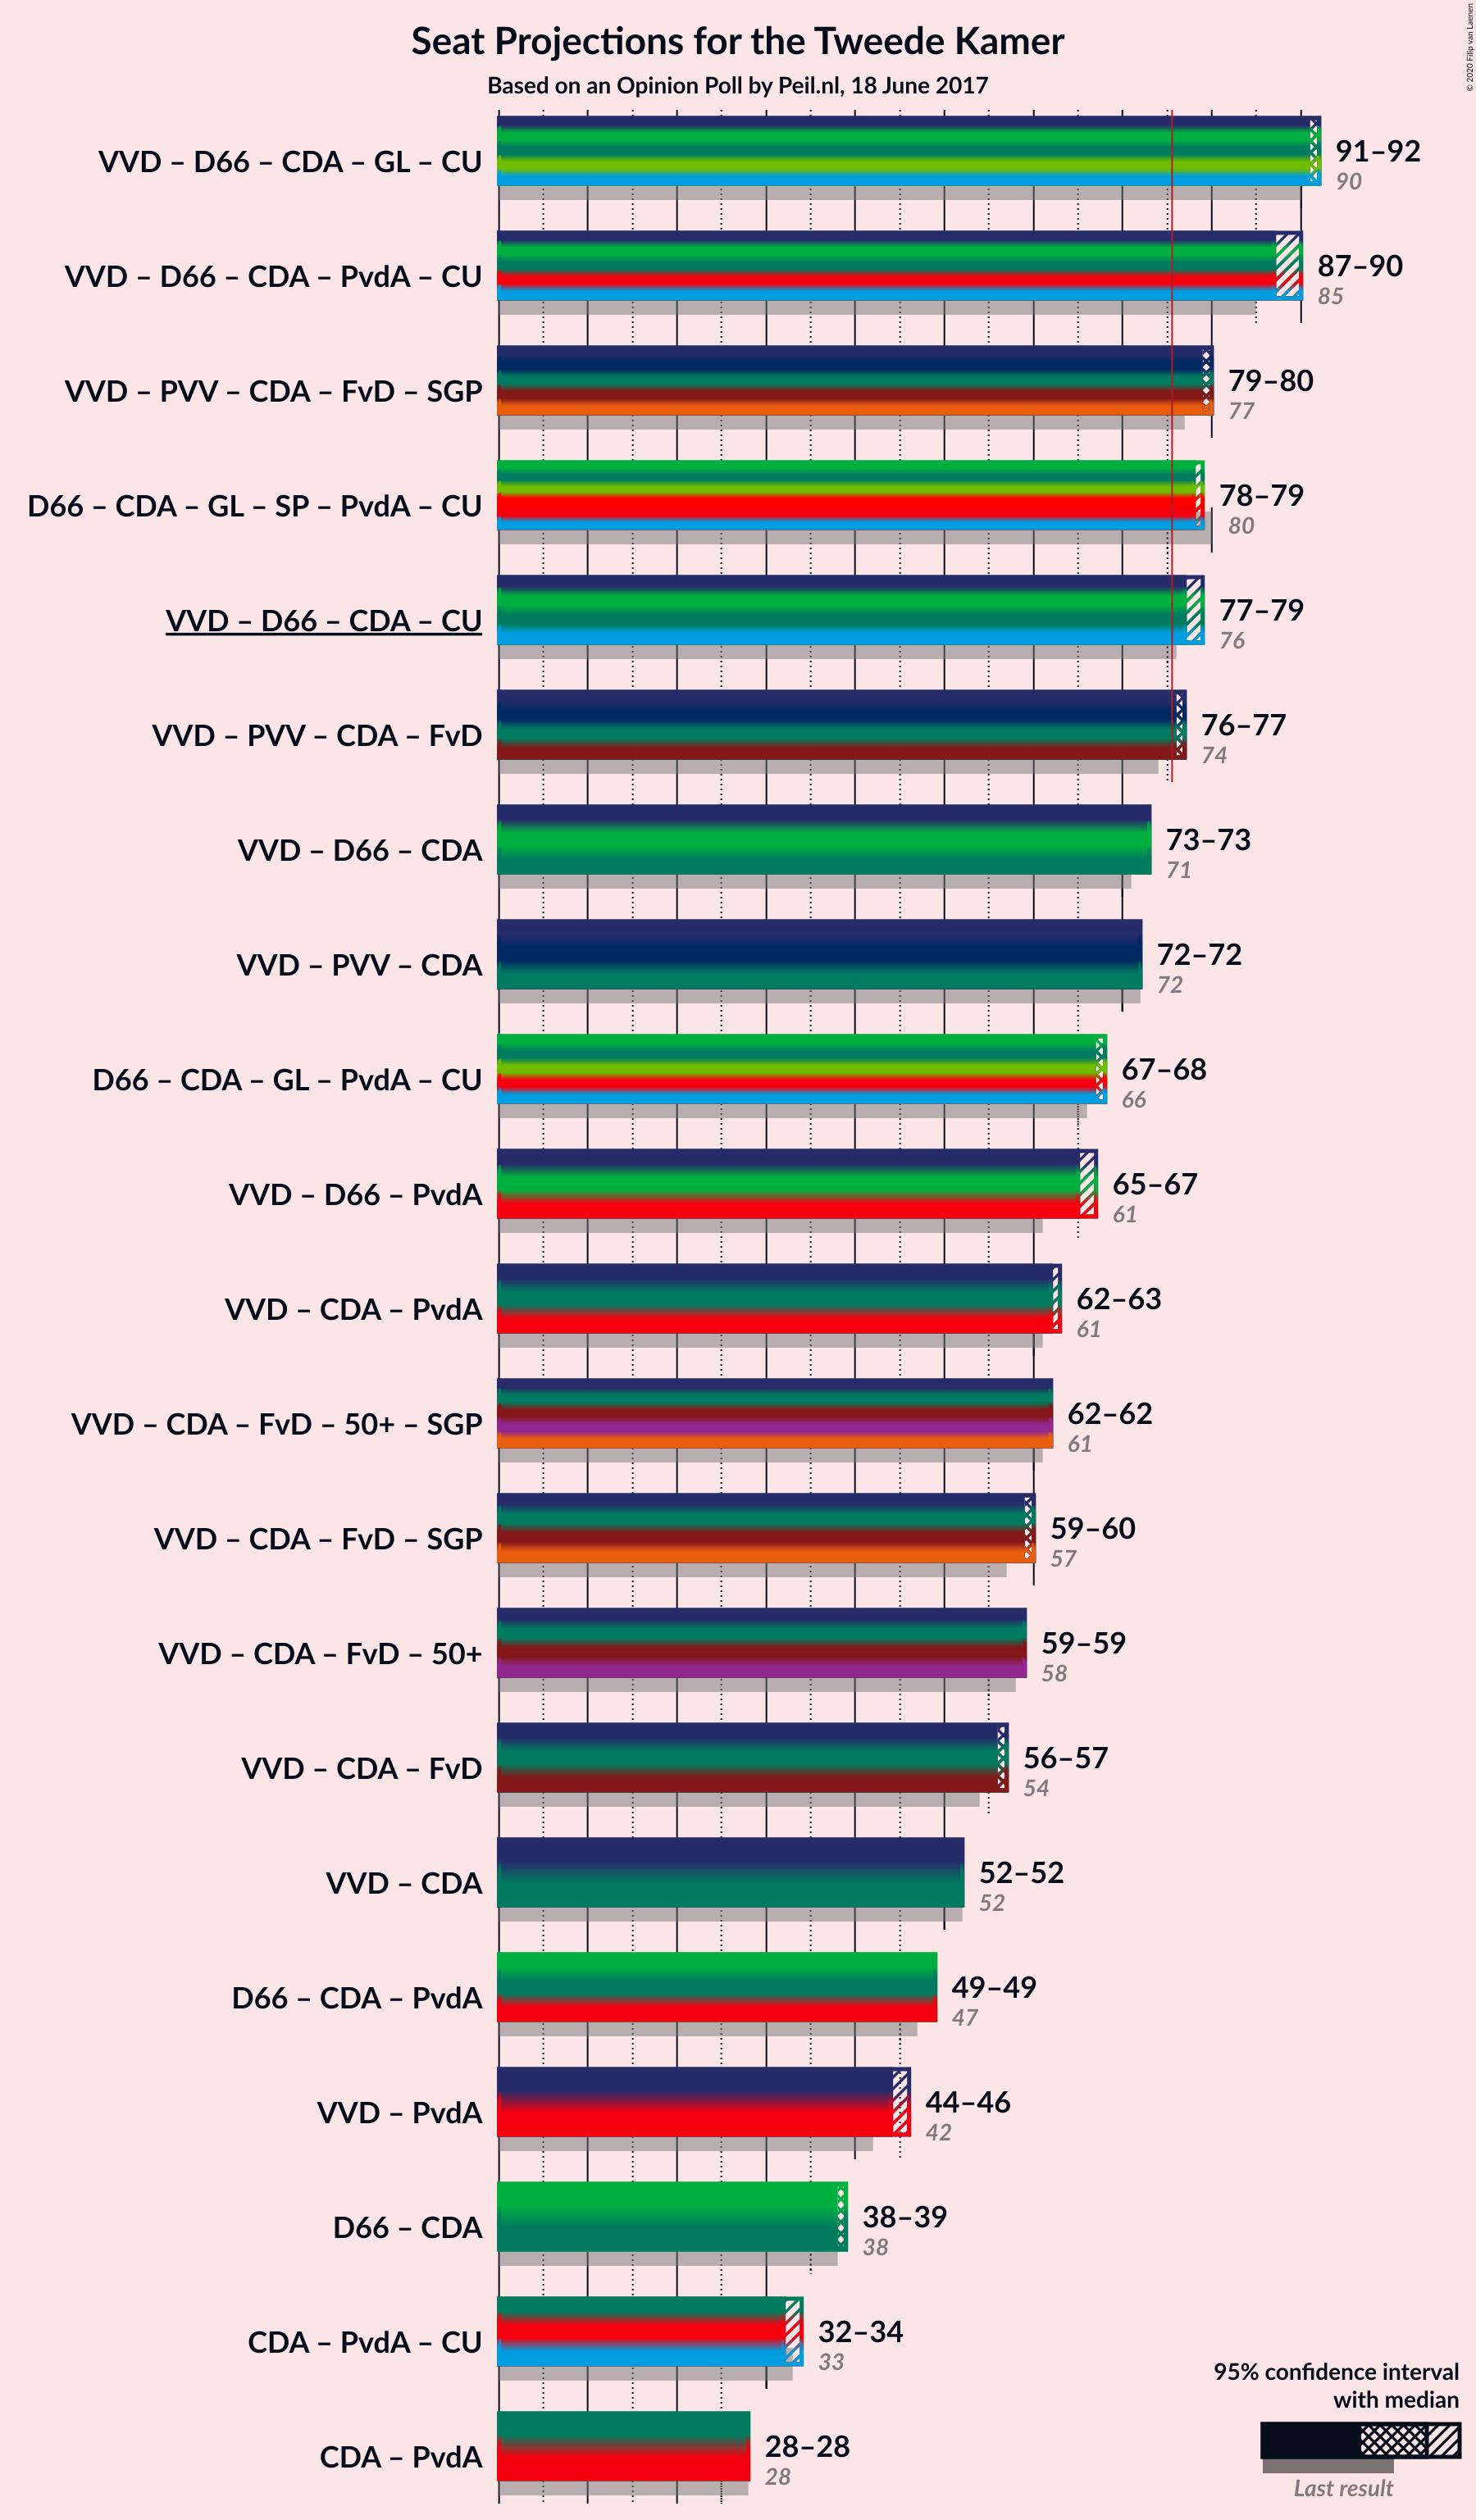 Seat Projections for the Tweede Kamer
Based on an Opinion Poll by Peil.nl, 18 June 2017
© 2020 Filip van Laenen
VVD – D66 – CDA – GL – CU
91–92
90
VVD – D66 – CDA – PvdA – CU
87–90
85
VVD – PVV – CDA – FvD – SGP
79–80
77
D66 – CDA – GL – SP – PvdA – CU
78–79
80
VVD – D66 – CDA – CU
77–79
76
VVD – PVV – CDA – FvD
76–77
74
VVD – D66 – CDA
73–73
71
VVD – PVV – CDA
72–72
72
D66 – CDA – GL – PvdA – CU
67–68
66
VVD – D66 – PvdA
65–67
61
VVD – CDA – PvdA
62–63
61
VVD – CDA – FvD – 50+ – SGP
62–62
61
VVD – CDA – FvD – SGP
59–60
57
VVD – CDA – FvD – 50+
59–59
58
VVD – CDA – FvD
56–57
54
VVD – CDA
52–52
52
D66 – CDA – PvdA
49–49
47
VVD – PvdA
44–46
42
D66 – CDA
38–39
38
CDA – PvdA – CU
32–34
33
CDA – PvdA
28–28
28
95% confidence interval
with median
Last result